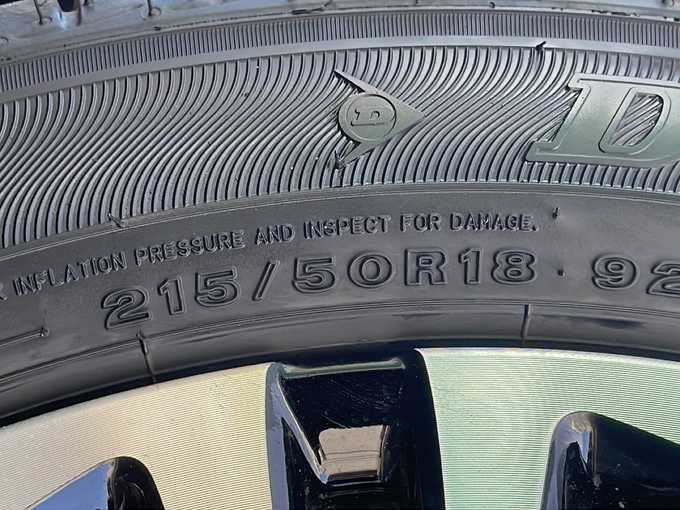 D
INFLATION PRESSURE AND INSPECT FOR DAMAGE.
215/50R18 92